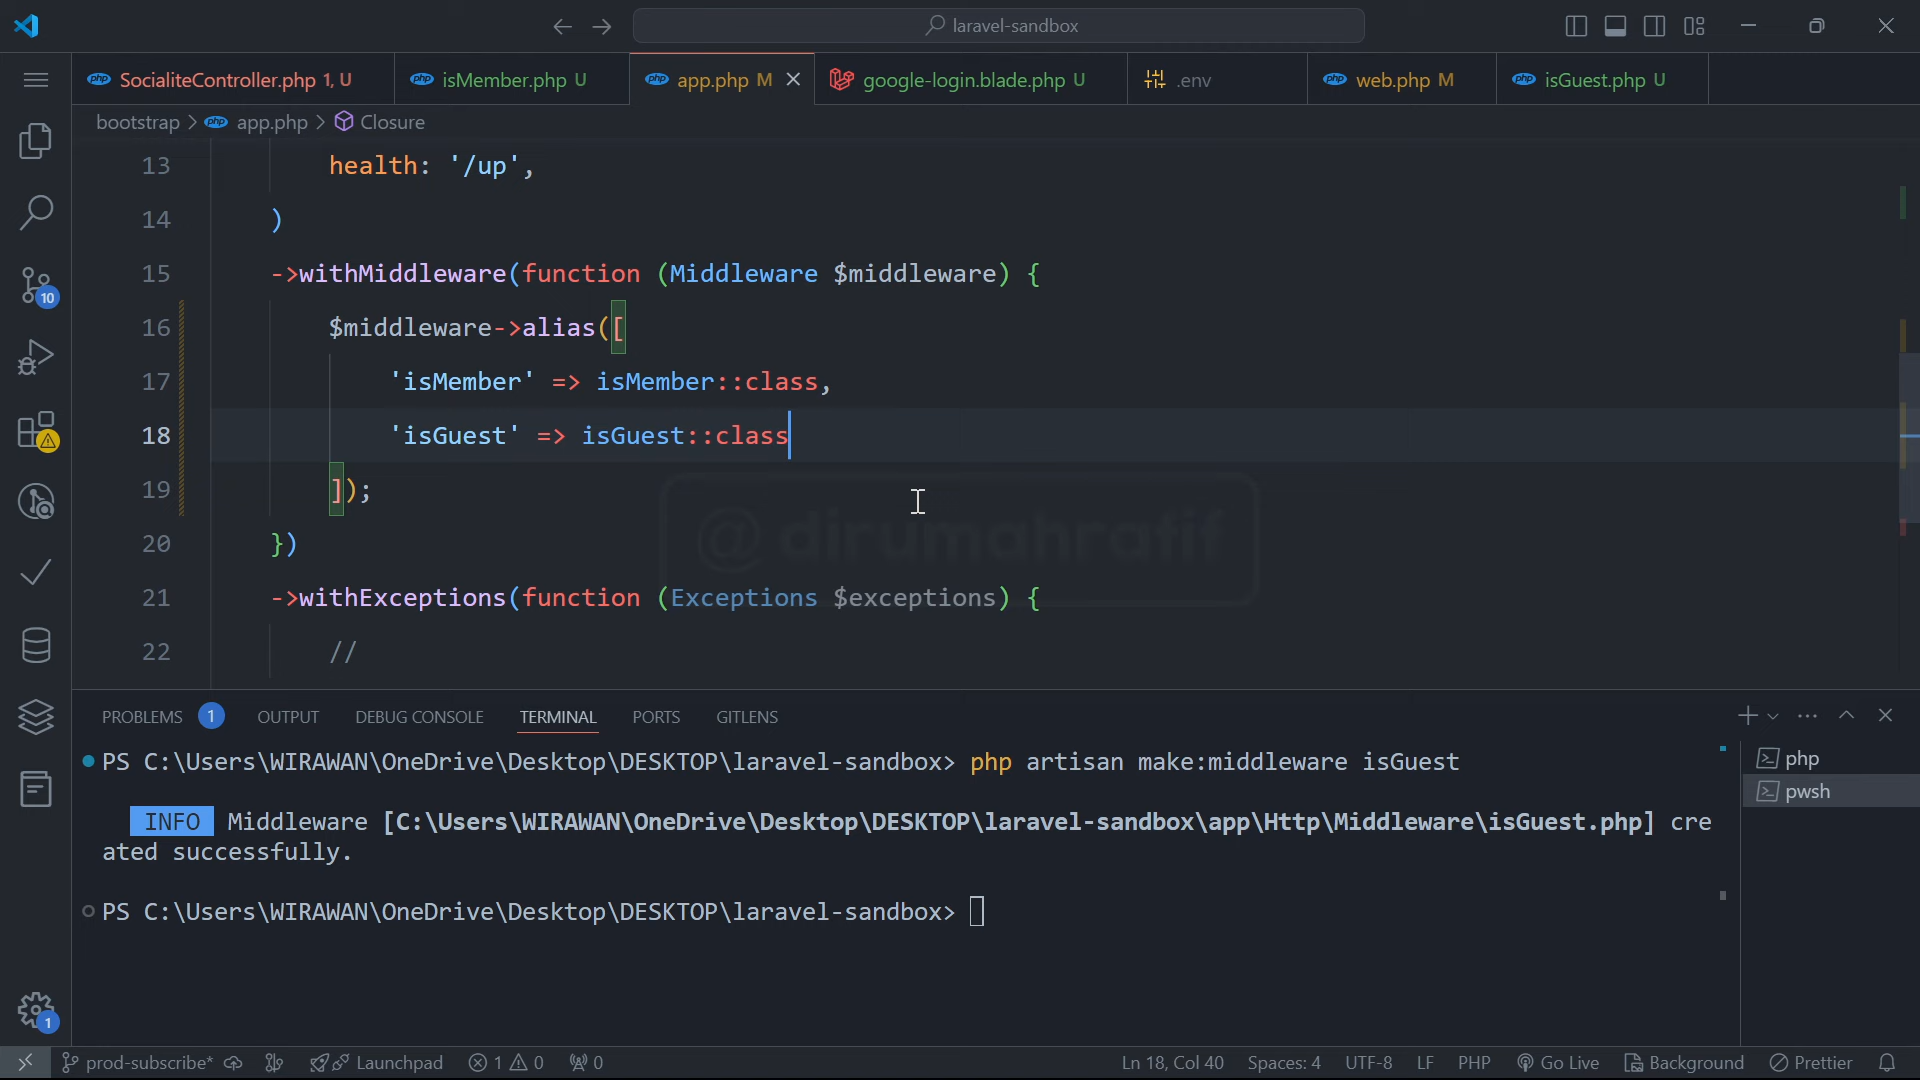 laravel-sandbox
SocialiteController.php 1, U
isMember.php U
app.php M
google-login.blade.php U
.env
web.php M
isGuest.php U
bootstrap > app.php > Closure
13 health: '/up',
14 )
15 ->withMiddleware(function (Middleware $middleware) {
16 $middleware->alias([
17 'isMember' => isMember::class,
18 'isGuest' => isGuest::class
19 ]);
20 })
21 ->withExceptions(function (Exceptions $exceptions) {
22 //
@dirumahrafif
10
PROBLEMS 1 OUTPUT DEBUG CONSOLE TERMINAL PORTS GITLENS
PS C:\Users\WIRAWAN\OneDrive\Desktop\DESKTOP\laravel-sandbox> php artisan make:middleware isGuest
INFO Middleware [C:\Users\WIRAWAN\OneDrive\Desktop\DESKTOP\laravel-sandbox\app\Http\Middleware\isGuest.php] cre
ated successfully.
PS C:\Users\WIRAWAN\OneDrive\Desktop\DESKTOP\laravel-sandbox>
php
pwsh
1
prod-subscribe* Launchpad 1 0 0 Ln 18, Col 40 Spaces: 4 UTF-8 LF PHP Go Live Background Prettier